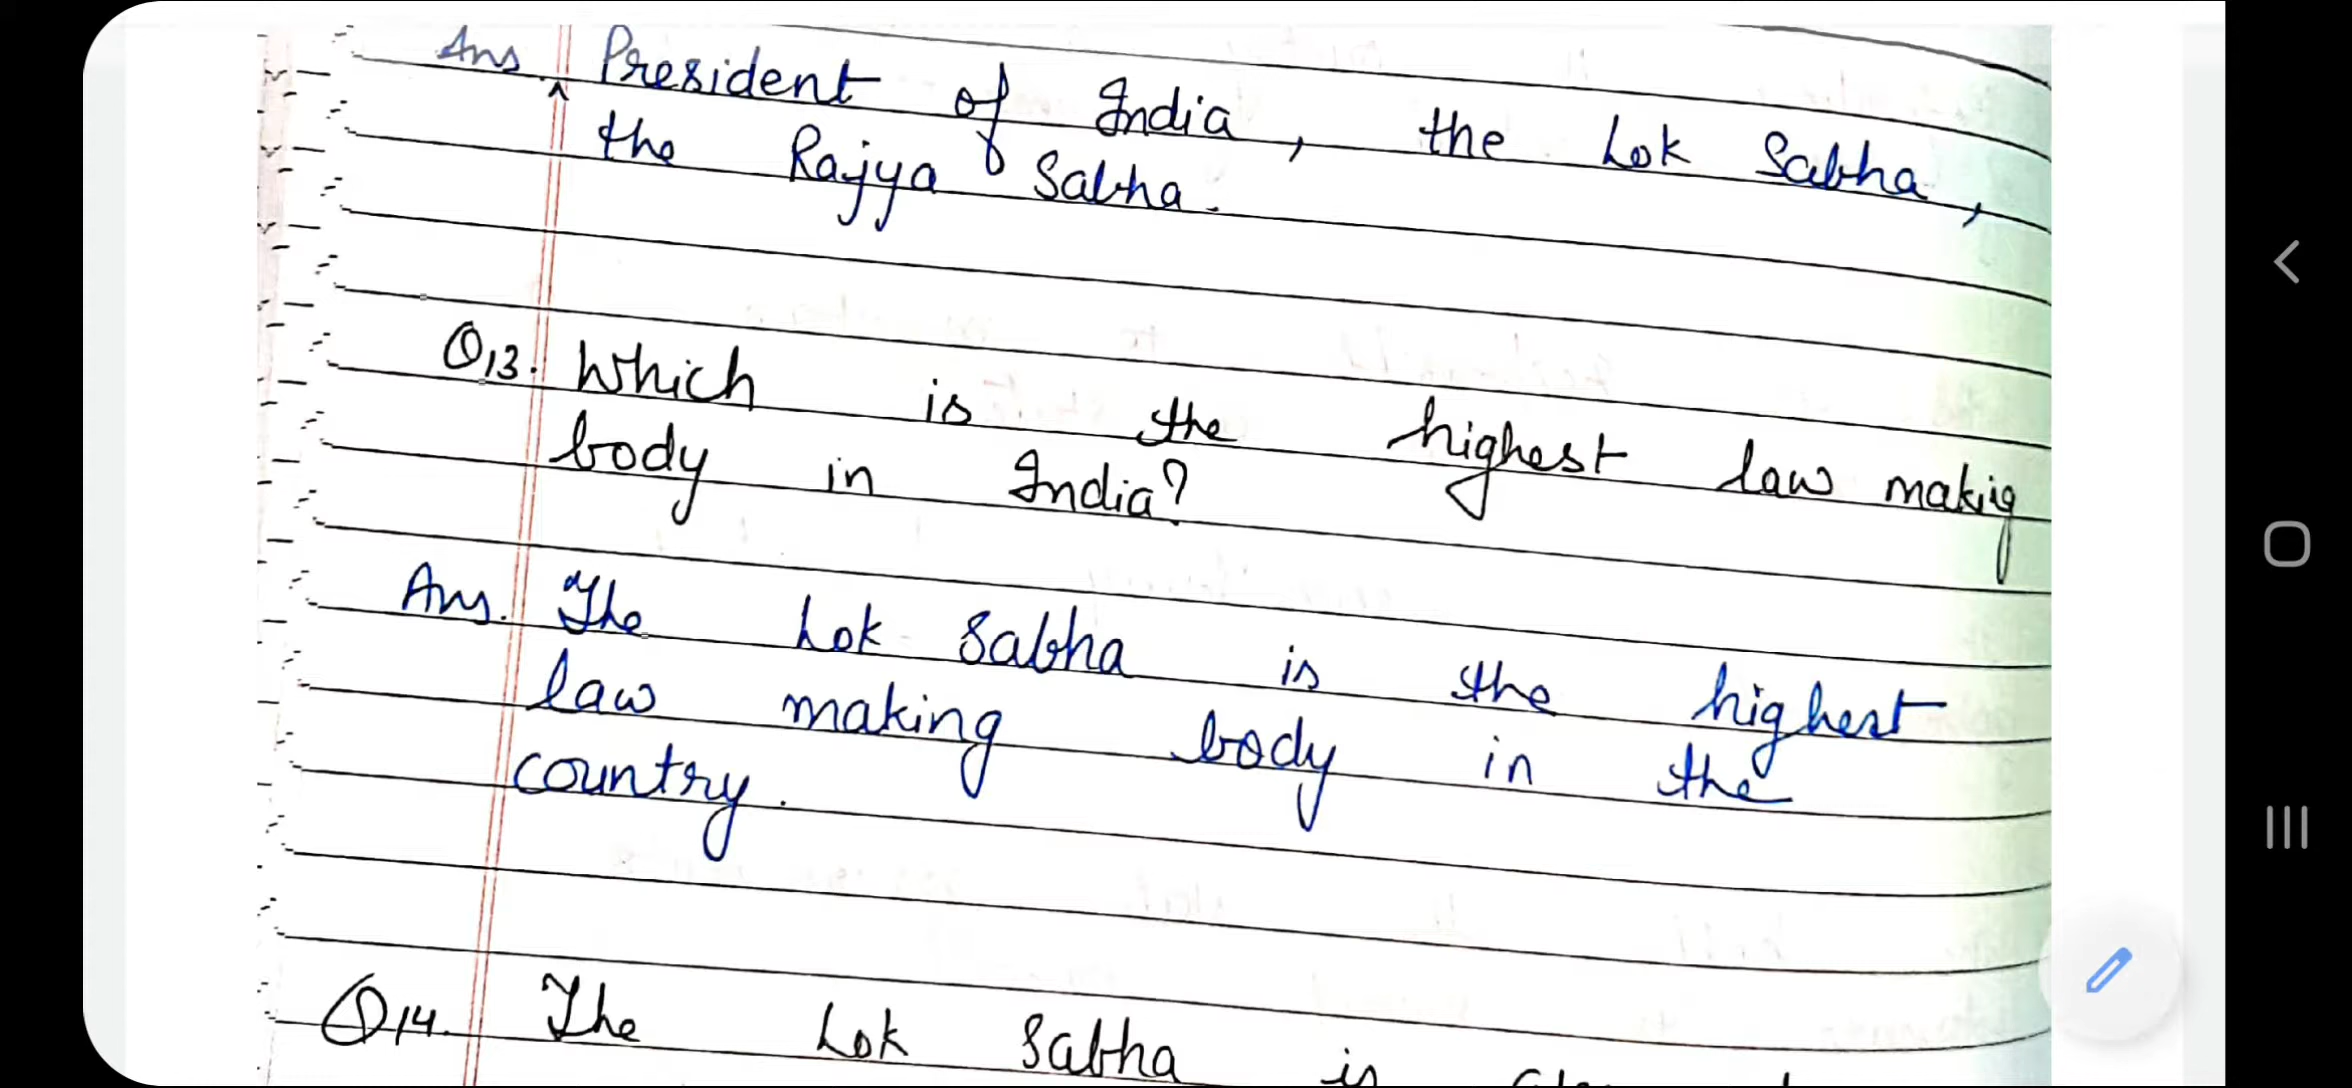 Ans. President of India, the Lok Sabha,
the Rajya Sabha.
Q13. Which is the highest law making
body in India?
Ans. The Lok Sabha is the highest
law making body in the
country.
Q14. The Lok Sabha is